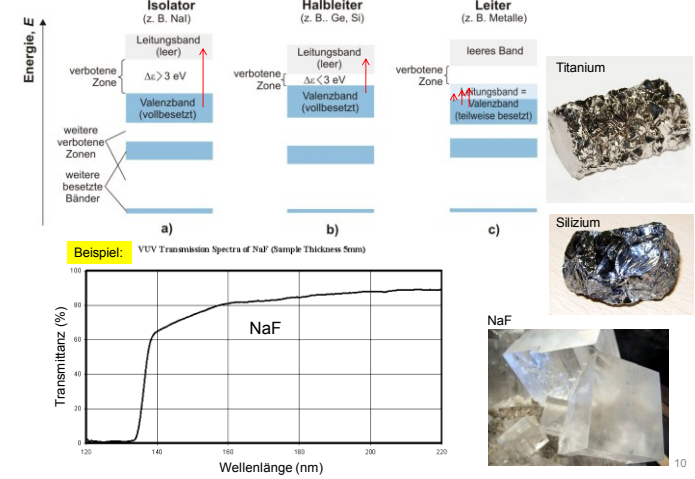 Isolator
(z. B. NaI)
Halbleiter
(z. B.. Ge, Si)
Leiter
(z. B. Metalle)
Energie, E
Leitungsband
(leer)
verbotene
Zone
Δε>3 eV
Valenzband
(vollbesetzt)
weitere
verbotene
Zonen
weitere
besetzte
Bänder
a)
Leitungsband
(leer)
verbotene
Zone
Δε<3 eV
Valenzband
(vollbesetzt)
b)
leeres Band
verbotene
Zone
Leitungsband =
Valenzband
(teilweise besetzt)
c)
Titanium
Silizium
NaF
Beispiel:
VUV Transmission Spectra of NaF (Sample Thickness 5mm)
Transmittanz (%)
100
80
60
40
20
0
NaF
120
140
160
180
200
220
Wellenlänge (nm)
10